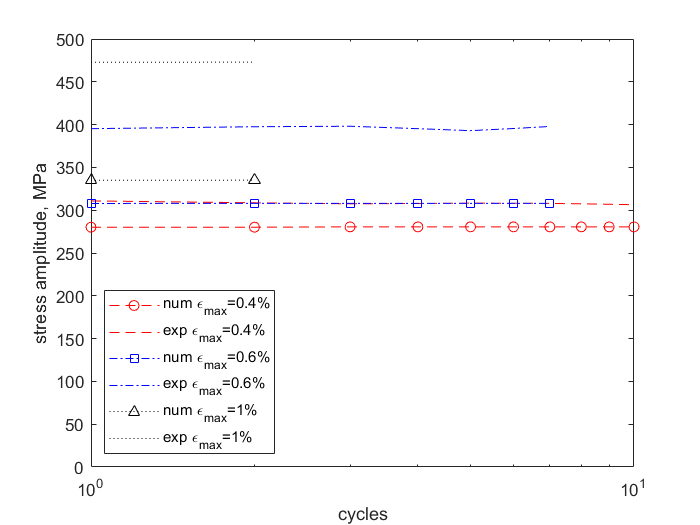 500
450
400
350
300
250
200
150
100
50
0
stress amplitude, MPa
num ϵmax=0.4%
exp ϵmax=0.4%
num ϵmax=0.6%
exp ϵmax=0.6%
num ϵmax=1%
exp ϵmax=1%
10^0 10^1
cycles